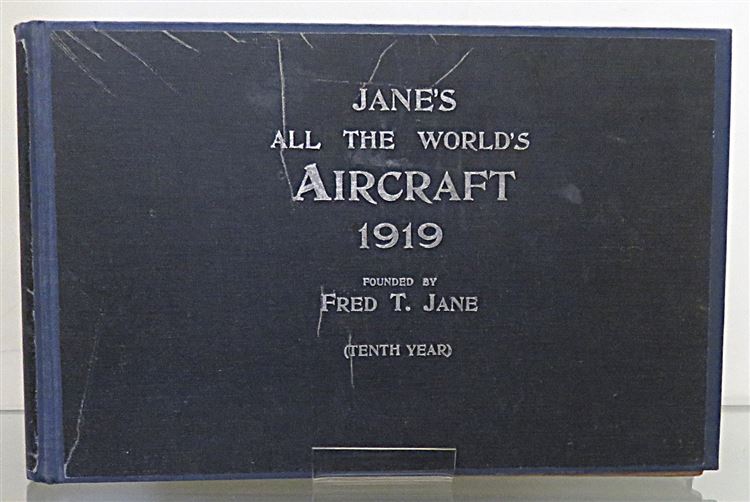 JANE'S
ALL THE WORLD'S
AIRCRAFT
1919
FOUNDED BY
FRED T. JANE
(TENTH YEAR)